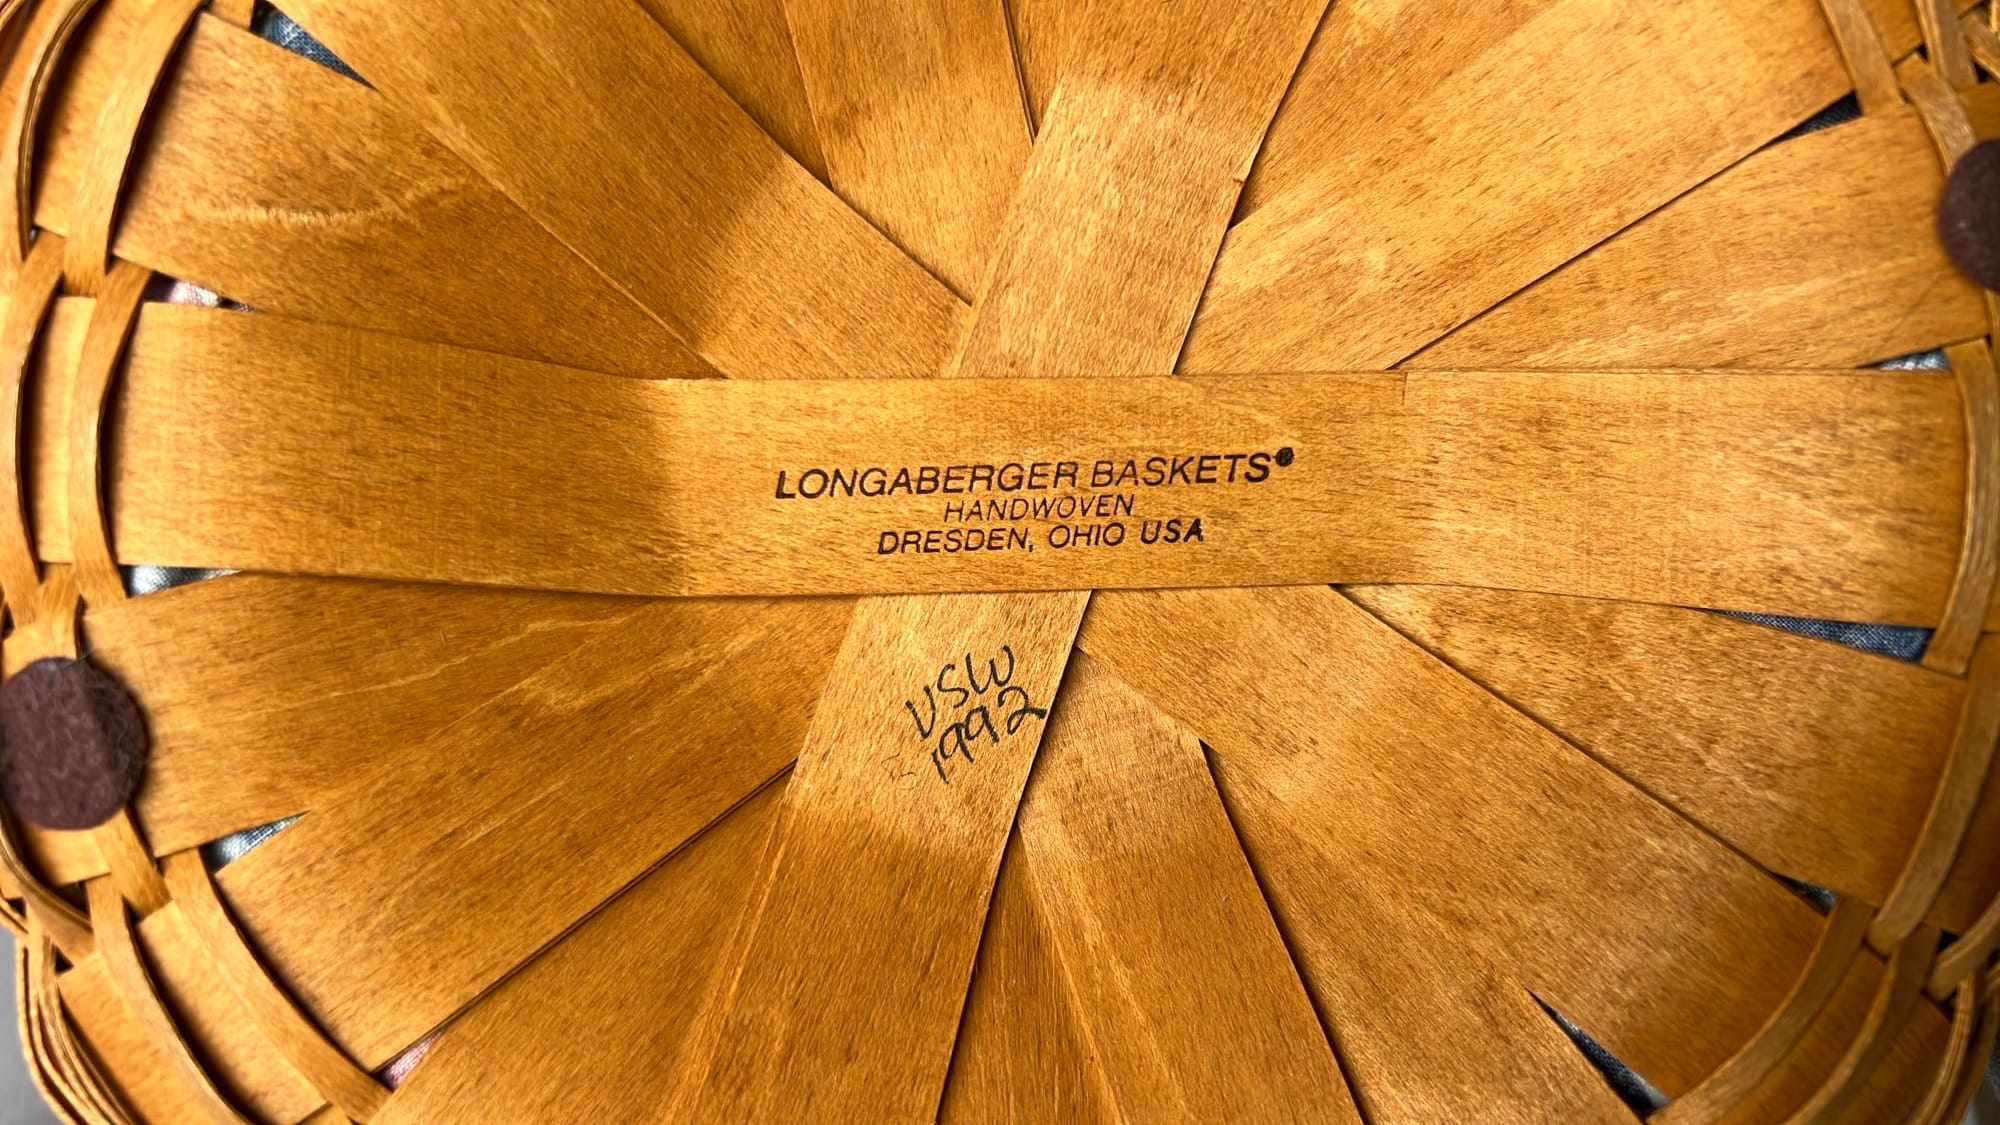 LONGABERGER BASKETS®
HANDWOVEN
DRESDEN, OHIO USA
VSW
1992